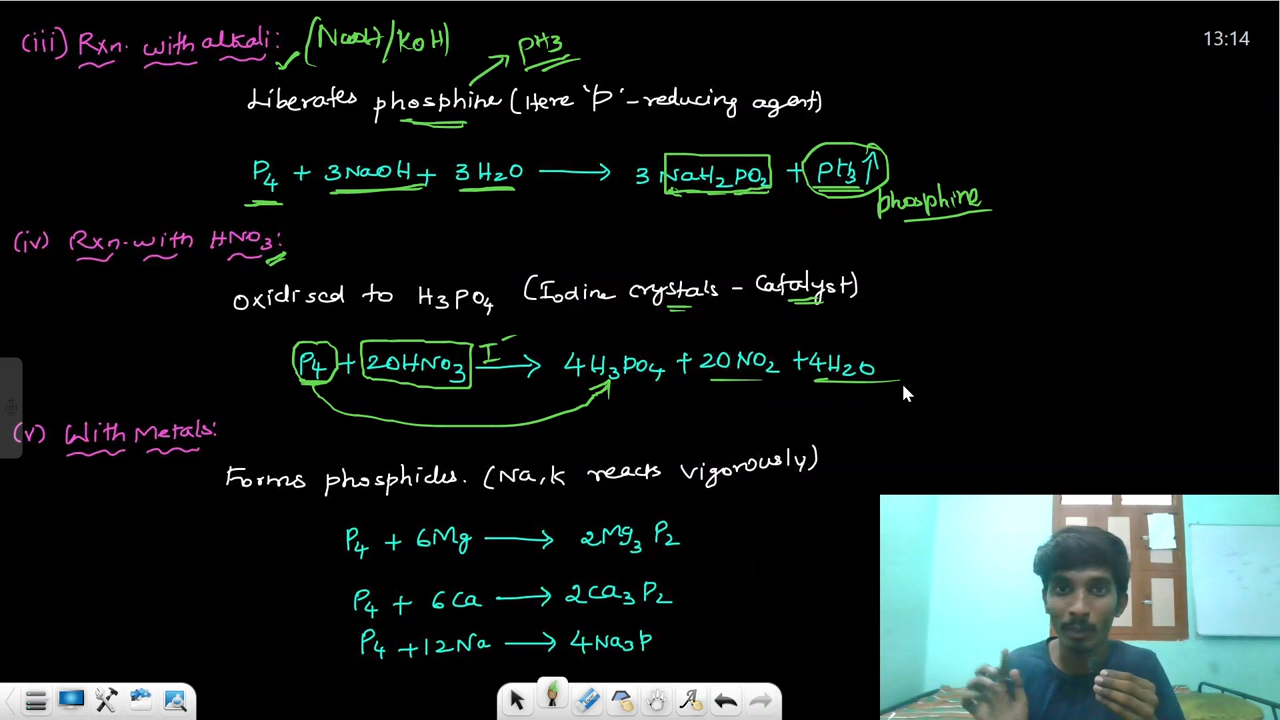 13:14
(iii) Rxn. with alkali: (NaOH/KOH)
PH3
Liberates phosphine (Here 'P' - reducing agent)
P4 + 3NaOH + 3H2O ⟶ 3 NaH2PO2 + PH3↑
phosphine
(iv) Rxn. with HNO3:
oxidised to H3PO4 (Iodine crystals - catalyst)
P4 + 20HNO3 I⁻⟶ 4H3PO4 + 20NO2 + 4H2O
(v) With Metals:
Forms phosphides. (Na, K reacts vigorously)
P4 + 6Mg ⟶ 2Mg3P2
P4 + 6Ca ⟶ 2Ca3P2
P4 + 12Na ⟶ 4Na3P